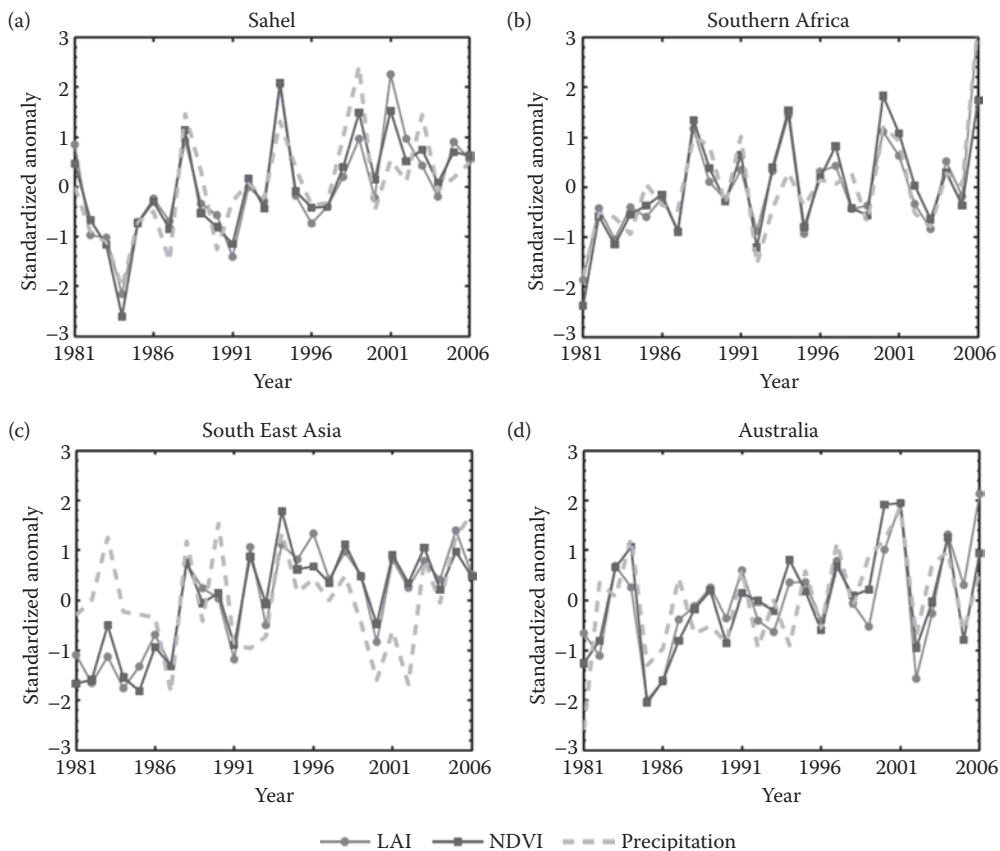 (a) Sahel
Standardized anomaly
3
2
1
0
−1
−2
−3
1981 1986 1991 1996 2001 2006
Year
(b) Southern Africa
Standardized anomaly
3
2
1
0
−1
−2
−3
1981 1986 1991 1996 2001 2006
Year
(c) South East Asia
Standardized anomaly
3
2
1
0
−1
−2
−3
1981 1986 1991 1996 2001 2006
Year
(d) Australia
Standardized anomaly
3
2
1
0
−1
−2
−3
1981 1986 1991 1996 2001 2006
Year
LAI NDVI Precipitation